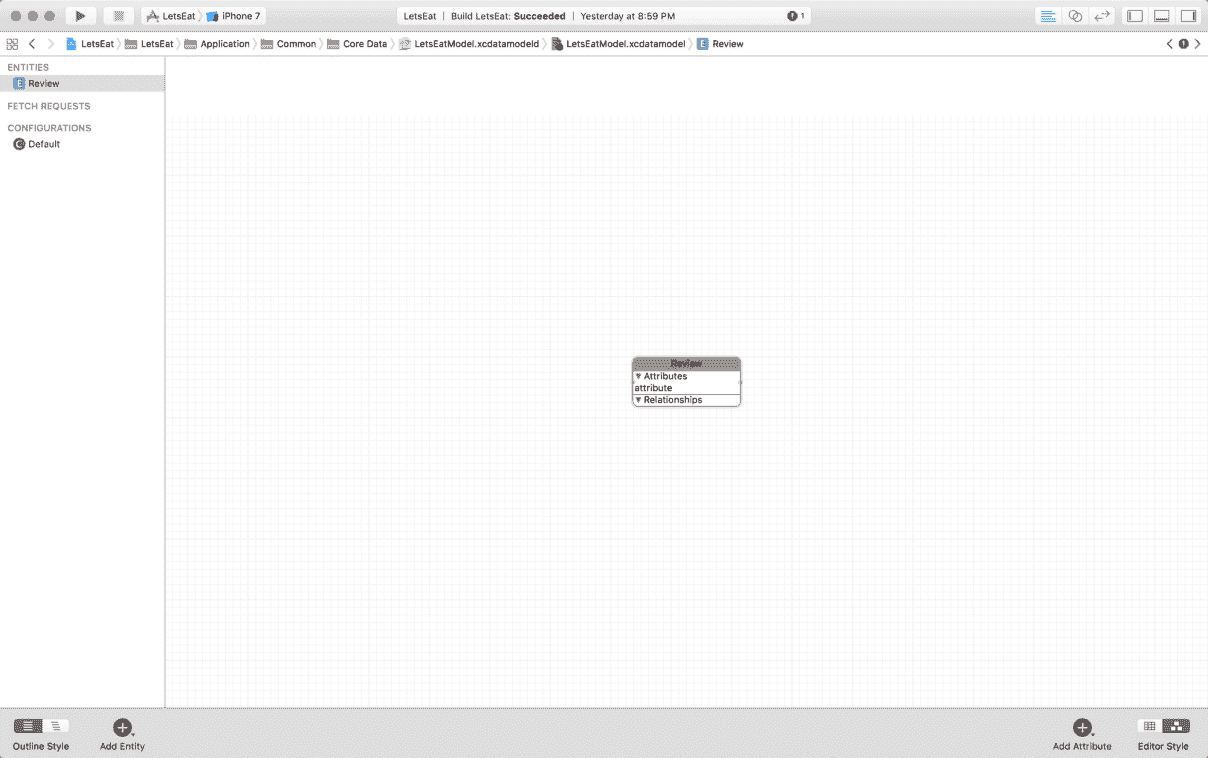 LetsEat iPhone 7 LetsEat | Build LetsEat: Succeeded | Yesterday at 8:59 PM 1
LetsEat LetsEat Application Common Core Data LetsEatModel.xcdatamodeld LetsEatModel.xcdatamodel Review
ENTITIES
Review
FETCH REQUESTS
CONFIGURATIONS
Default
Review
Attributes
attribute
Relationships
Outline Style Add Entity Add Attribute Editor Style